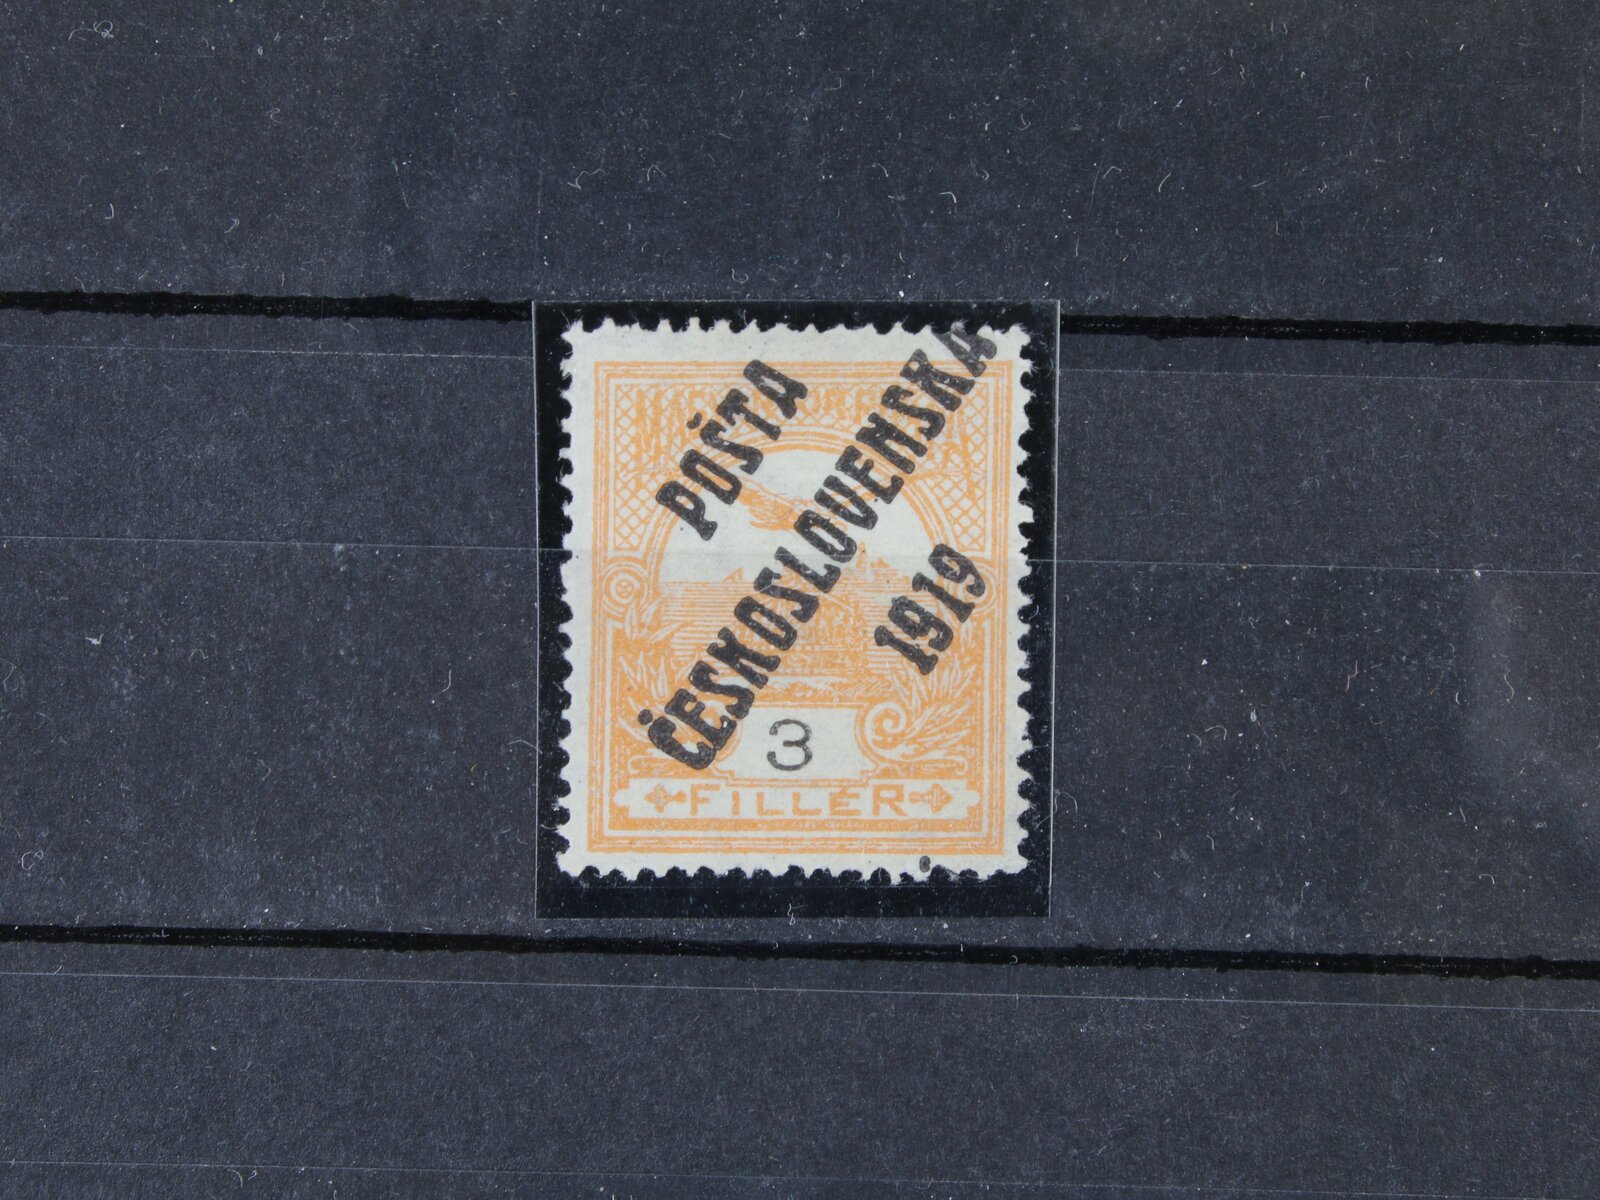 POŠTA
ČESKOSLOVENSKÁ
1919
3
FILLÉR